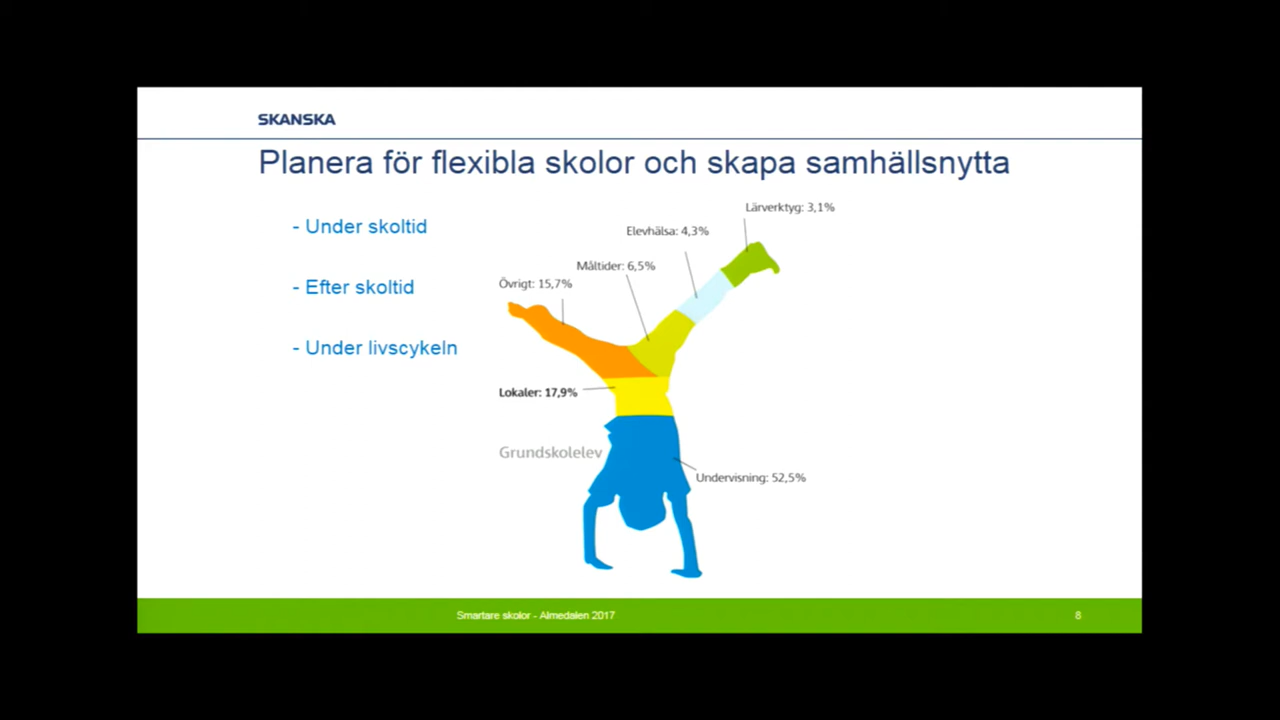 SKANSKA
Planera för flexibla skolor och skapa samhällsnytta
- Under skoltid
- Efter skoltid
- Under livscykeln
Lärverktyg: 3,1%
Elevhälsa: 4,3%
Måltider: 6,5%
Övrigt: 15,7%
Lokaler: 17,9%
Grundskolelev
Undervisning: 52,5%
Smartare skolor - Almedalen 2017
8